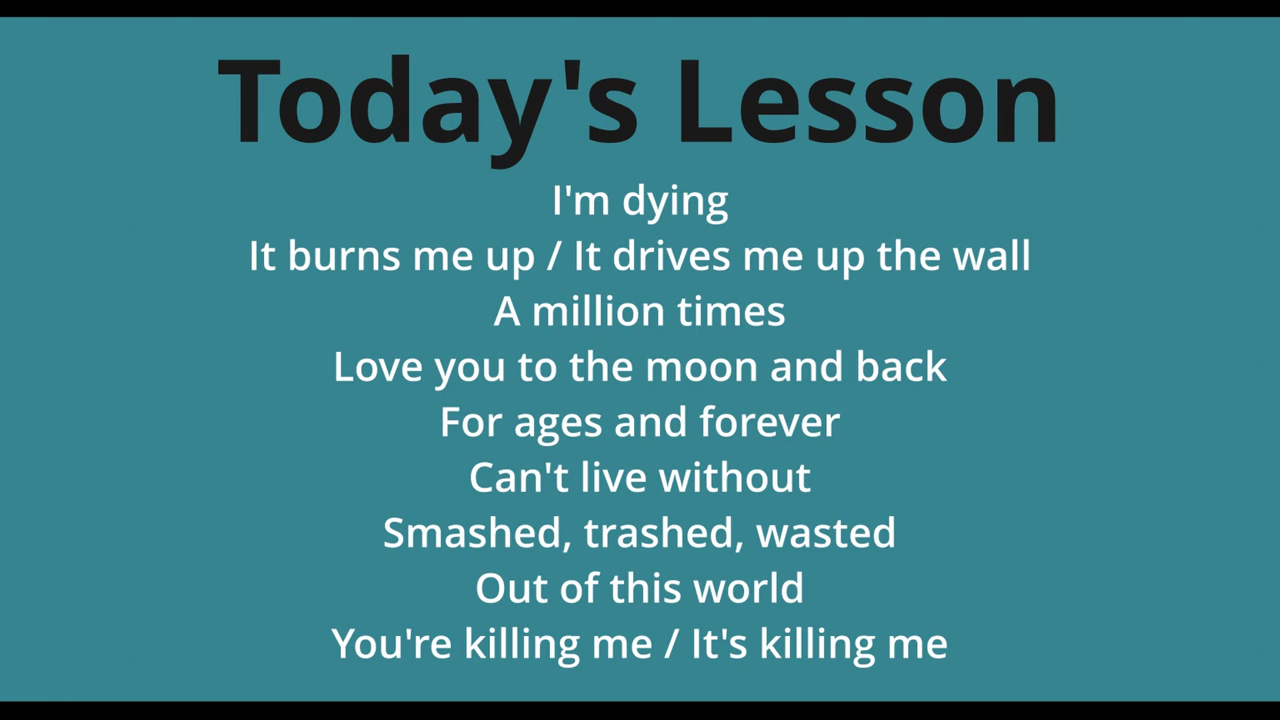 Today's Lesson
I'm dying
It burns me up / It drives me up the wall
A million times
Love you to the moon and back
For ages and forever
Can't live without
Smashed, trashed, wasted
Out of this world
You're killing me / It's killing me